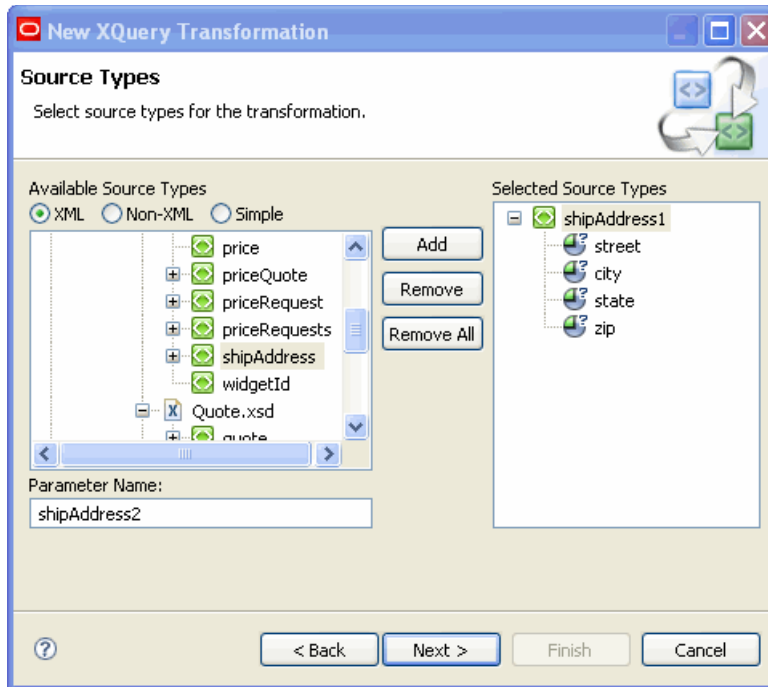 New XQuery Transformation
Source Types
Select source types for the transformation.
Available Source Types
XML Non-XML Simple
price
priceQuote
priceRequest
priceRequests
shipAddress
widgetId
Quote.xsd
quote
Parameter Name:
shipAddress2
Add
Remove
Remove All
Selected Source Types
shipAddress1
street
city
state
zip
< Back
Next >
Finish
Cancel